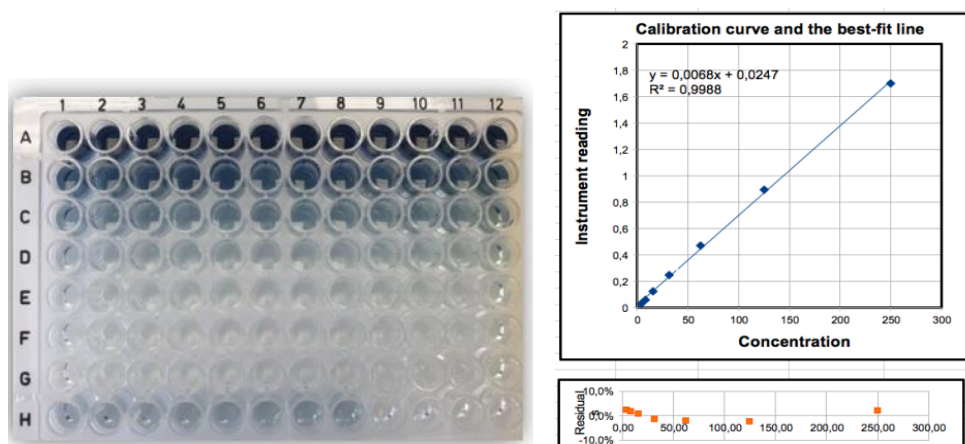 1 2 3 4 5 6 7 8 9 10 11 12
A
B
C
D
E
F
G
H
Calibration curve and the best-fit line
y = 0,0068x + 0,0247
R² = 0,9988
Instrument reading
2
1,8
1,6
1,4
1,2
1
0,8
0,6
0,4
0,2
0
0 50 100 150 200 250 300
Concentration
Residual
10,0%
0,0%
-10,0%
0,00 50,00 100,00 150,00 200,00 250,00 300,00